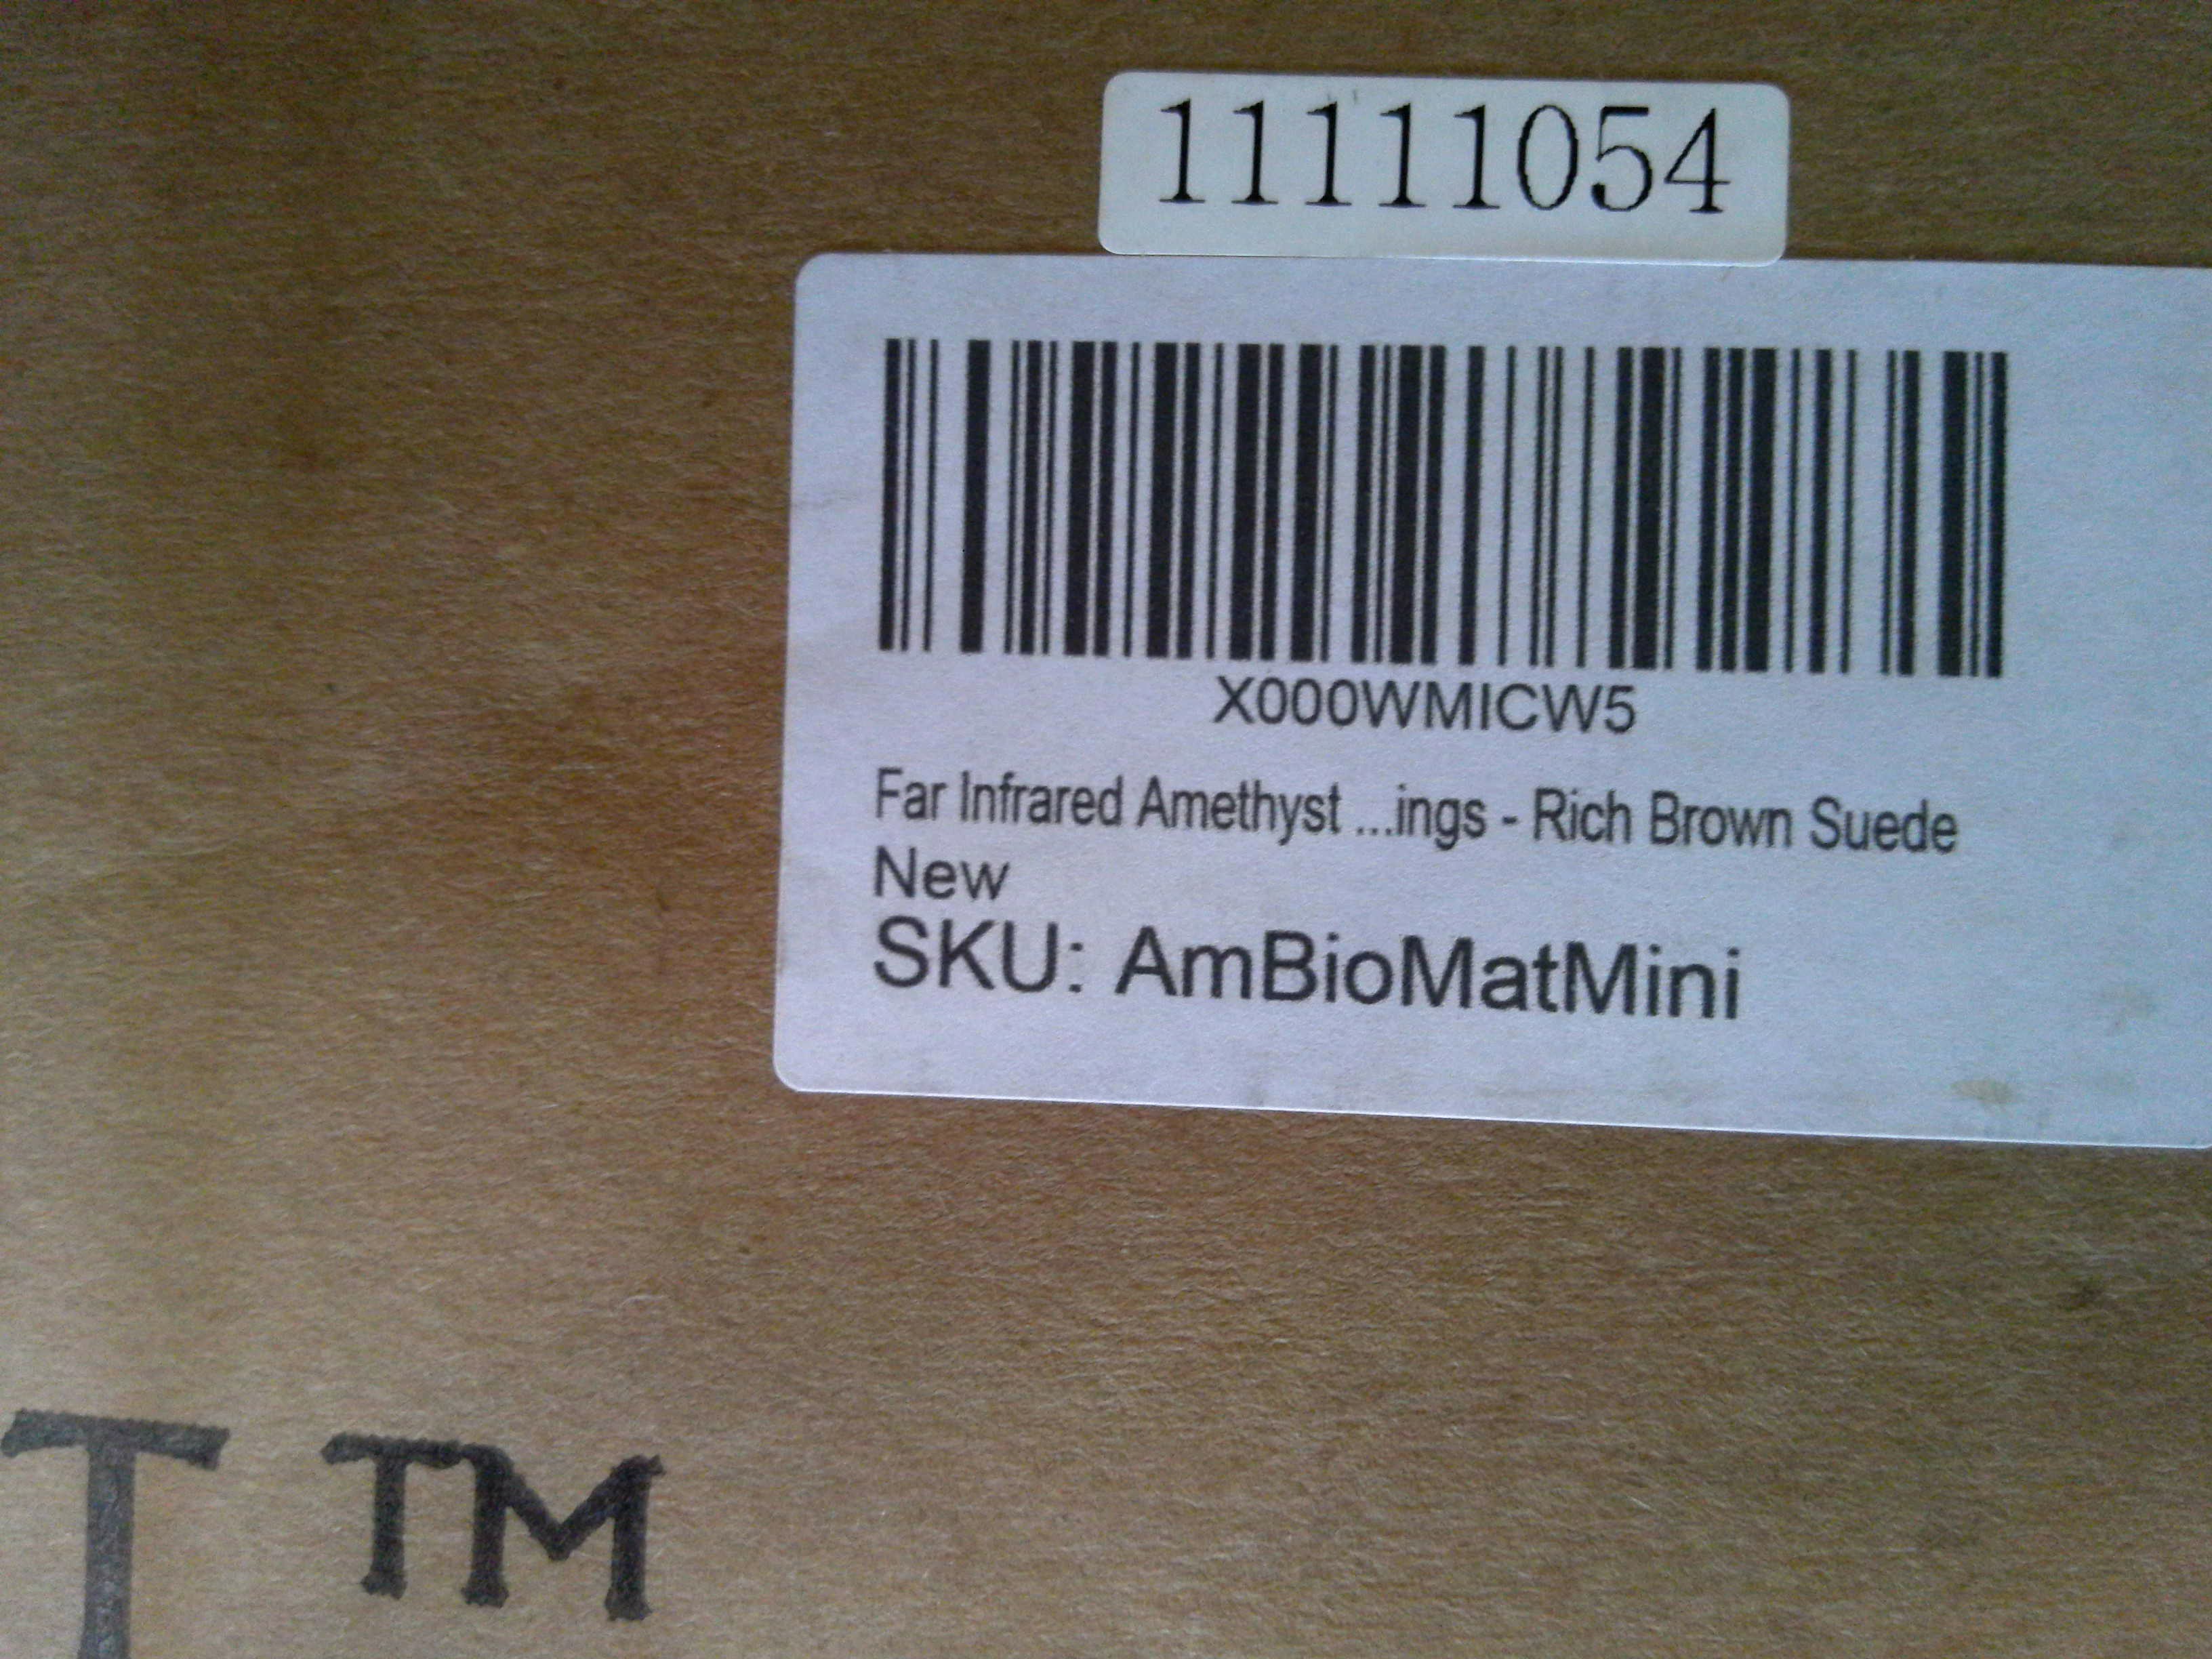 11111054
X000WMICW5
Far Infrared Amethyst ...ings - Rich Brown Suede
New
SKU: AmBioMatMini
T TM